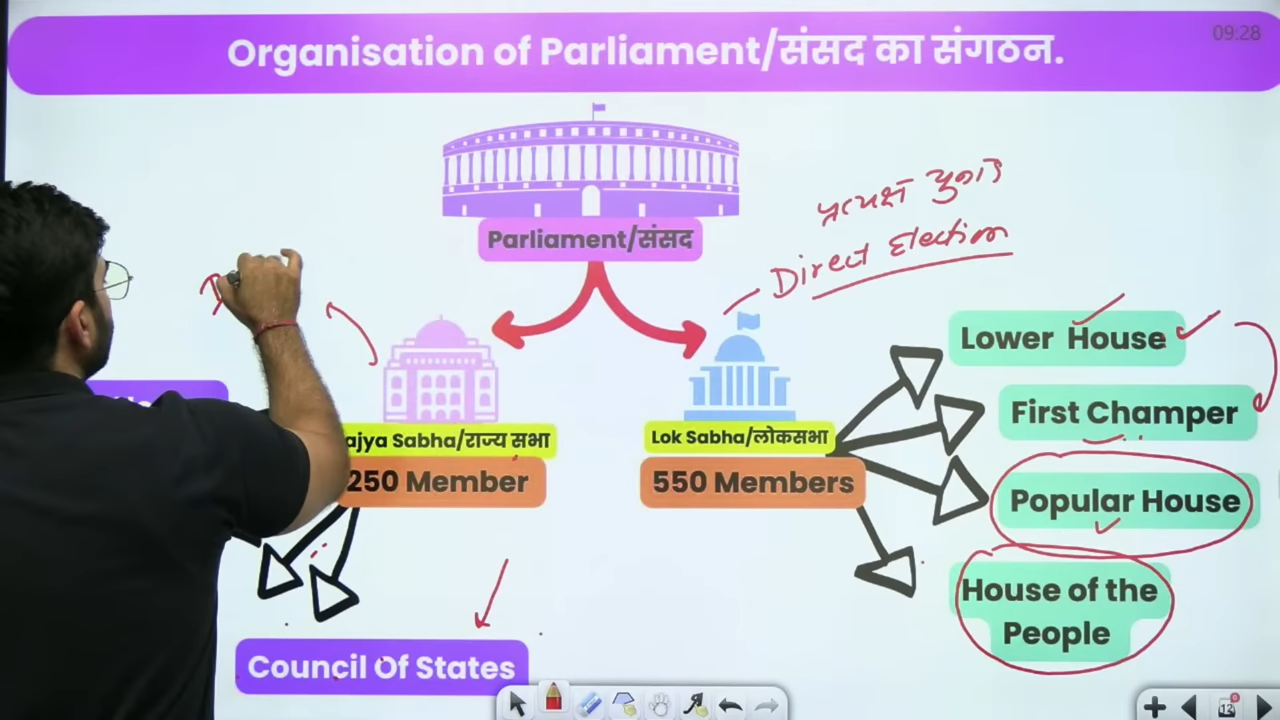 Organisation of Parliament/संसद का संगठन.
09:28
Parliament/संसद
प्रत्यक्ष चुनाव
Direct Election
ajya Sabha/राज्य सभा
250 Member
Lok Sabha/लोकसभा
550 Members
Lower House
First Champer
Popular House
House of the
People
Council Of States
12